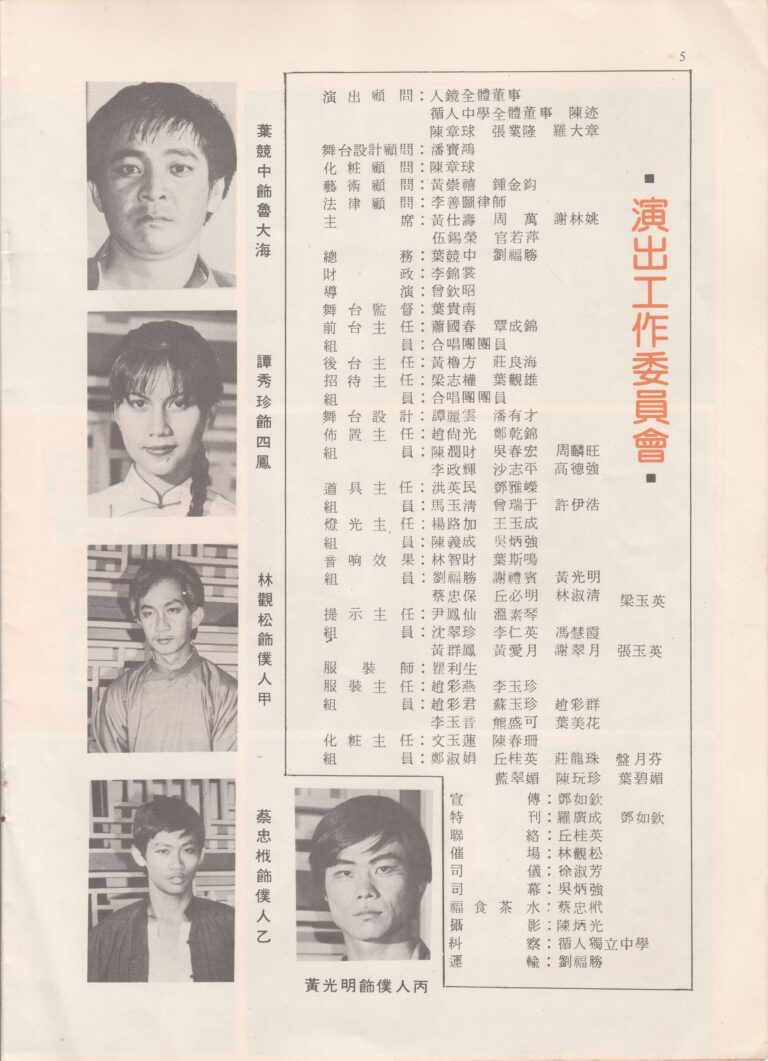 5
演出工作委員會
演出顧問：人鏡全體董事
循人中學全體董事 陳迹
陳章球 張業隆 羅大章
舞台設計顧問：潘寶鴻
化粧顧問：陳章球
藝術顧問：黃崇禧 鍾金鈎
法律顧問：李善圖律師
主席：黃仕壽 周萬 謝林姚
伍錫榮 官若萍
總務：葉競中 劉福勝
財政：李錦裳
導演：曾欽昭
舞台監督：葉貴南
前台主任：蕭國春 覃成錦
組員：合唱團團員
後台主任：黃櫓方 莊良海
招待主任：梁志權 葉觀雄
組員：合唱團團員
舞台設計：譚麗雲 潘有才
佈置主任：趙尙光 鄭乾錦
組員：陳潤財 吳春宏 周麟旺
李政輝 沙志平 高德強
道具主任：洪英民 鄧雅嶸
組員：馬玉淸 曾瑞于 許伊浩
燈光主任：楊路加 王玉成
組員：陳義成 吳炳強
音响效果：林智財 葉斯鳴
組員：劉福勝 謝禮賓 黃光明
蔡忠保 丘必明 林淑淸 梁玉英
提示主任：尹鳳仙 溫素琴
組員：沈翠珍 李仁英 馮慧霞
黃群鳳 黃愛月 謝翠月 張玉英
服裝師：瞿利生
服裝主任：趙彩燕 李玉珍
組員：趙彩君 蘇玉珍 趙彩群
李玉音 熊盛可 葉美花
化粧主任：文玉蓮 陳春珊
組員：鄭淑娟 丘桂英 莊龍珠 盤月芬
藍翠媚 陳玩珍 葉碧媚
宣傳：鄧如欽
特刊：羅廣成 鄧如欽
聯絡：丘桂英
催場：林觀松
司儀：徐淑芳
司幕：吳炳強
福食茶水：蔡忠栿
攝影：陳炳光
糾察：循人獨立中學
運輸：劉福勝
葉競中飾魯大海
譚秀珍飾四鳳
林觀松飾僕人甲
蔡忠栿飾僕人乙
黃光明飾僕人丙